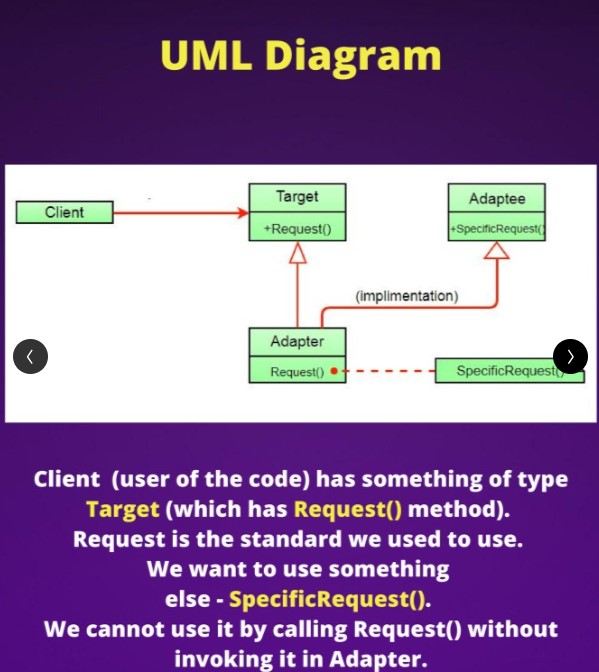 UML Diagram
Client
Target
+Request()
Adaptee
+SpecificRequest()
(implimentation)
Adapter
Request()
SpecificRequest()
Client (user of the code) has something of type
Target (which has Request() method).
Request is the standard we used to use.
We want to use something
else - SpecificRequest().
We cannot use it by calling Request() without
invoking it in Adapter.